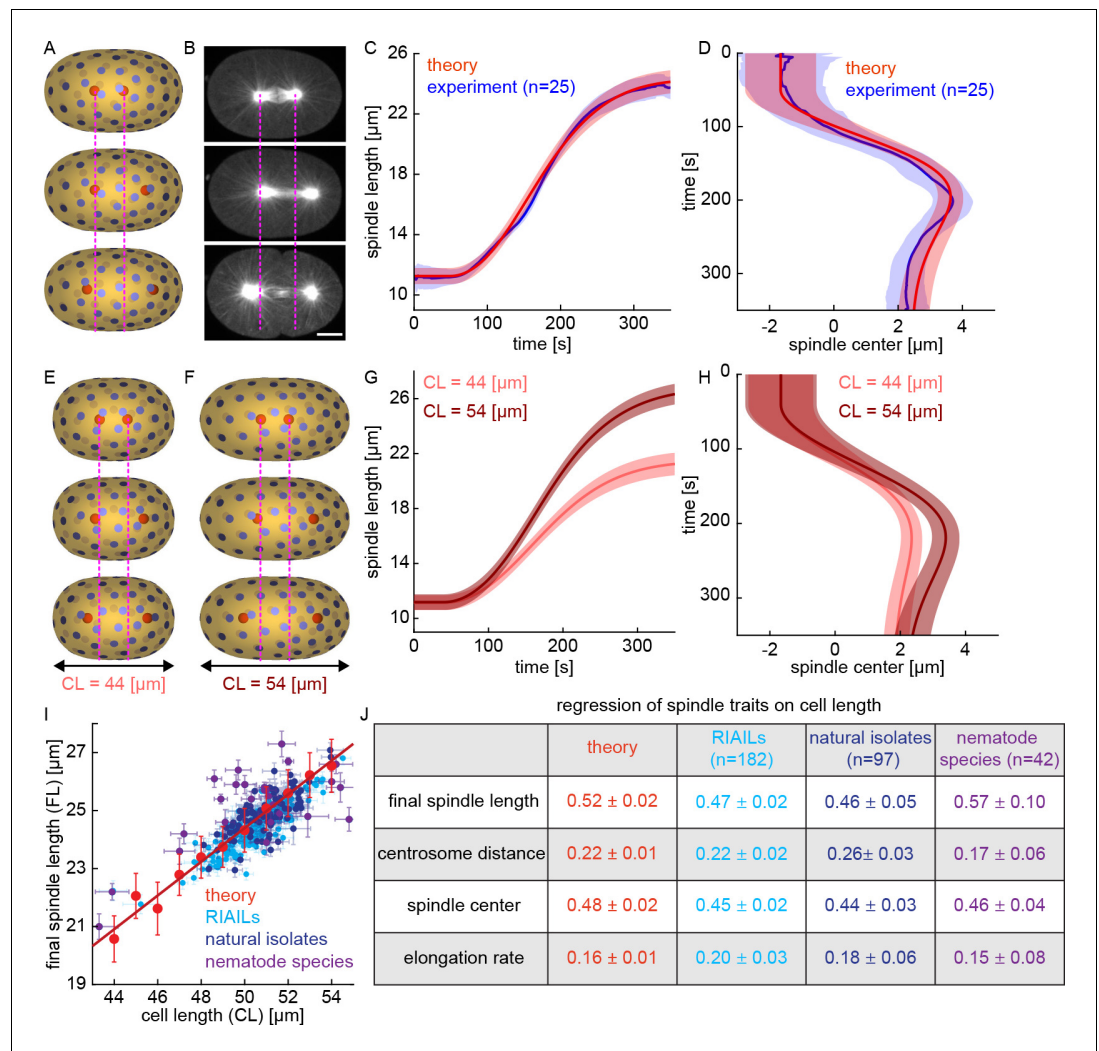 A
B
C
26
22
18
14
10
spindle length [µm]
theory
experiment (n=25)
0
100
200
300
time [s]
D
0
100
200
300
time [s]
theory
experiment (n=25)
-2
0
2
4
spindle center [µm]
E
F
CL = 44 [µm]
CL = 54 [µm]
G
26
22
18
14
10
spindle length [µm]
CL = 44 [µm]
CL = 54 [µm]
0
100
200
300
time [s]
H
0
100
200
300
time [s]
CL = 44 [µm]
CL = 54 [µm]
-2
0
2
4
spindle center [µm]
I
27
25
23
21
19
final spindle length (FL) [µm]
theory
RIAILs
natural isolates
nematode species
44
46
48
50
52
54
cell length (CL) [µm]
J
regression of spindle traits on cell length
theory
RIAILs
(n=182)
natural isolates
(n=97)
nematode
species (n=42)
final spindle length
0.52 ± 0.02
0.47 ± 0.02
0.46 ± 0.05
0.57 ± 0.10
centrosome distance
0.22 ± 0.01
0.22 ± 0.02
0.26± 0.03
0.17 ± 0.06
spindle center
0.48 ± 0.02
0.45 ± 0.02
0.44 ± 0.03
0.46 ± 0.04
elongation rate
0.16 ± 0.01
0.20 ± 0.03
0.18 ± 0.06
0.15 ± 0.08